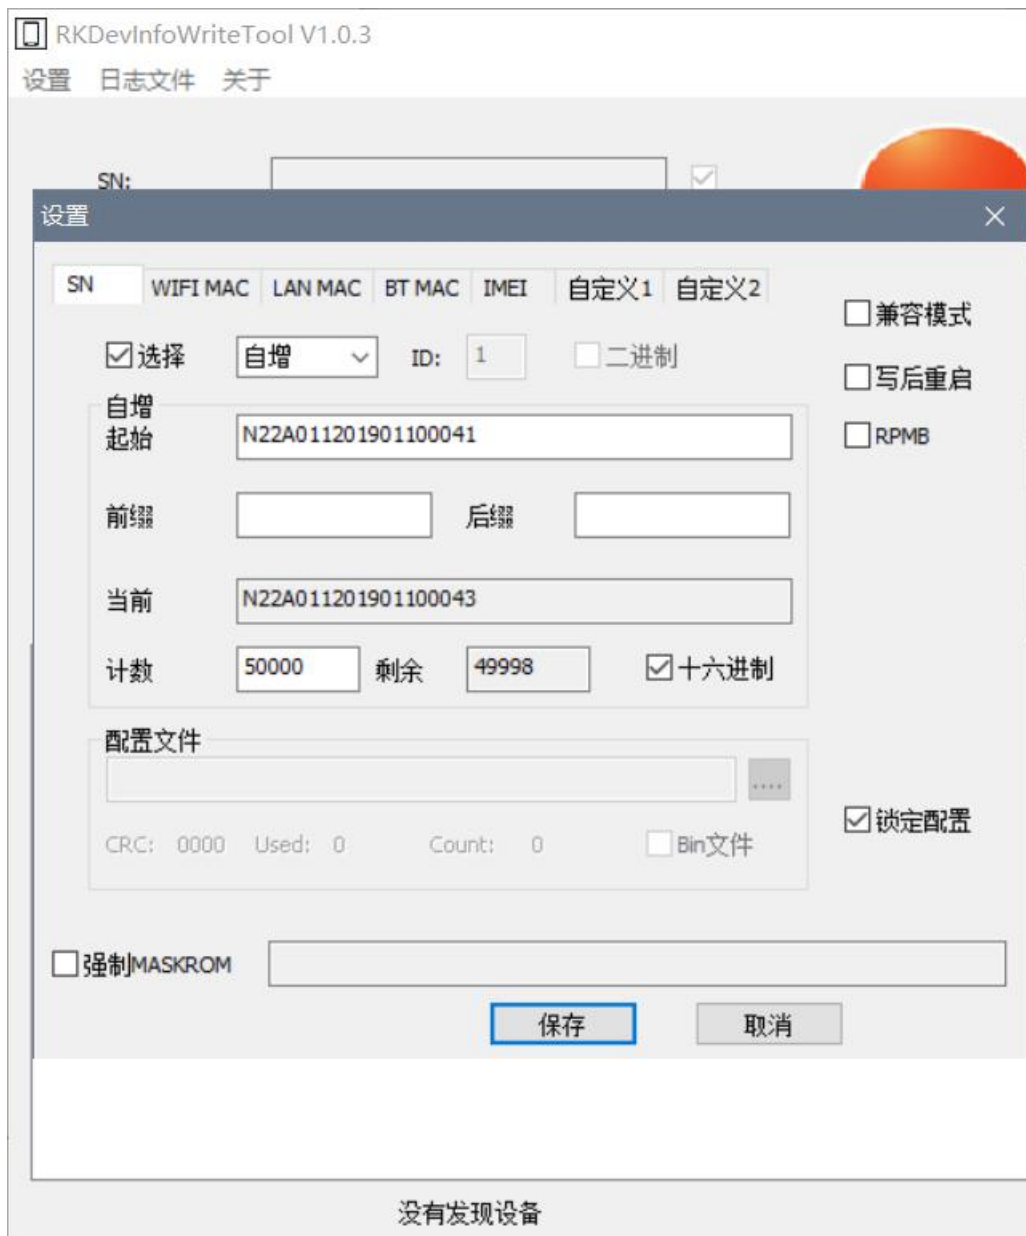 RKDevInfoWriteTool V1.0.3
设置 日志文件 关于
SN:
设置
SN WIFI MAC LAN MAC BT MAC IMEI 自定义1 自定义2
兼容模式
选择 自增 ID: 1 二进制
写后重启
自增
起始 N22A011201901100041
RPMB
前缀 后缀
当前 N22A011201901100043
计数 50000 剩余 49998 十六进制
配置文件
....
锁定配置
CRC: 0000 Used: 0 Count: 0 Bin文件
强制MASKROM
保存 取消
没有发现设备